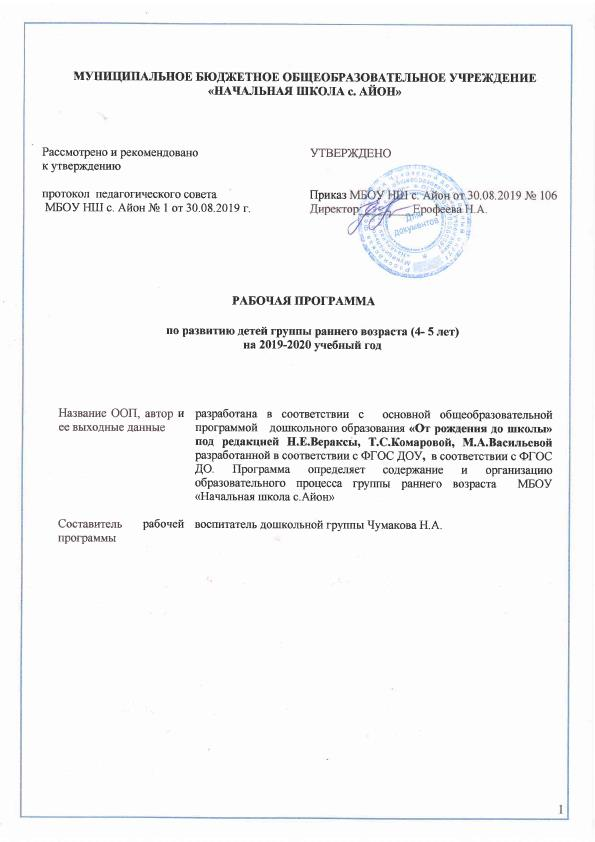 МУНИЦИПАЛЬНОЕ БЮДЖЕТНОЕ ОБЩЕОБРАЗОВАТЕЛЬНОЕ УЧРЕЖДЕНИЕ
«НАЧАЛЬНАЯ ШКОЛА с. АЙОН»
Рассмотрено и рекомендовано
к утверждению
протокол педагогического совета
МБОУ НШ с. Айон № 1 от 30.08.2019 г.
УТВЕРЖДЕНО
Приказ МБОУ НШ с. Айон от 30.08.2019 № 106
Директор Ерофеева Н.А.
Для
документов
РАБОЧАЯ ПРОГРАММА
по развитию детей группы раннего возраста (4- 5 лет)
на 2019-2020 учебный год
Название ООП, автор и
ее выходные данные
разработана в соответствии с основной общеобразовательной
программой дошкольного образования «От рождения до школы»
под редакцией Н.Е.Вераксы, Т.С.Комаровой, М.А.Васильевой
разработанной в соответствии с ФГОС ДОУ, в соответствии с ФГОС
ДО. Программа определяет содержание и организацию
образовательного процесса группы раннего возраста МБОУ
«Начальная школа с.Айон»
Составитель рабочей
программы
воспитатель дошкольной группы Чумакова Н.А.
1